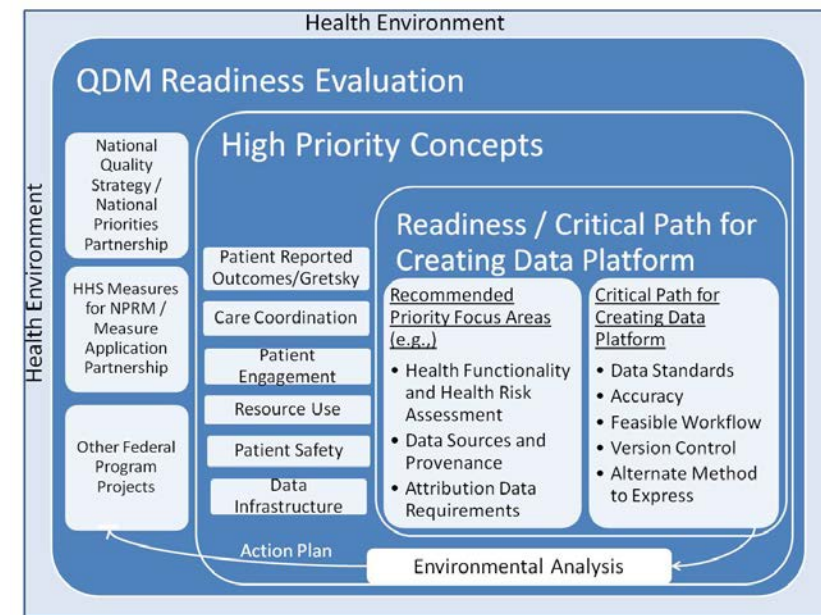 Health Environment
Health Environment
QDM Readiness Evaluation
National
Quality
Strategy /
National
Priorities
Partnership
HHS Measures
for NPRM /
Measure
Application
Partnership
Other Federal
Program
Projects
High Priority Concepts
Patient Reported
Outcomes/Gretsky
Care Coordination
Patient
Engagement
Resource Use
Patient Safety
Data
Infrastructure
Readiness / Critical Path for
Creating Data Platform
Recommended
Priority Focus Areas
(e.g.,)
• Health Functionality
and Health Risk
Assessment
• Data Sources and
Provenance
• Attribution Data
Requirements
Critical Path for
Creating Data
Platform
• Data Standards
• Accuracy
• Feasible Workflow
• Version Control
• Alternate Method
to Express
Action Plan
Environmental Analysis